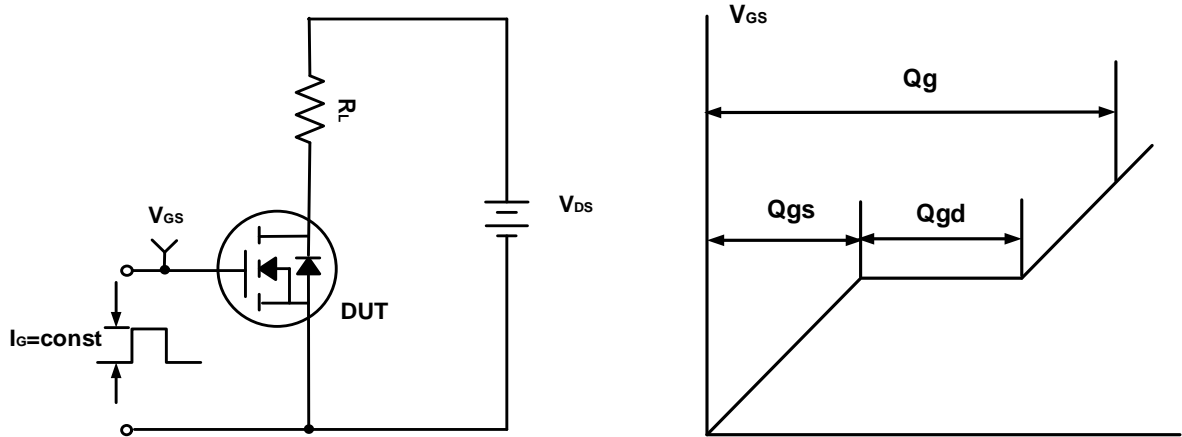 RL
VGS
VDS
DUT
IG=const
VGS
Qg
Qgs
Qgd